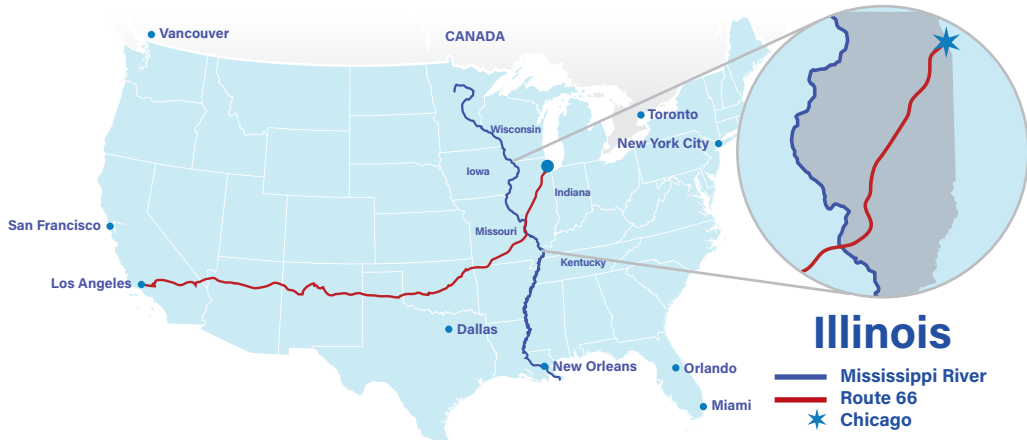 Vancouver
CANADA
Toronto
Wisconsin
New York City
Iowa
Indiana
San Francisco
Missouri
Kentucky
Los Angeles
Dallas
New Orleans
Orlando
Miami
Illinois
Mississippi River
Route 66
Chicago